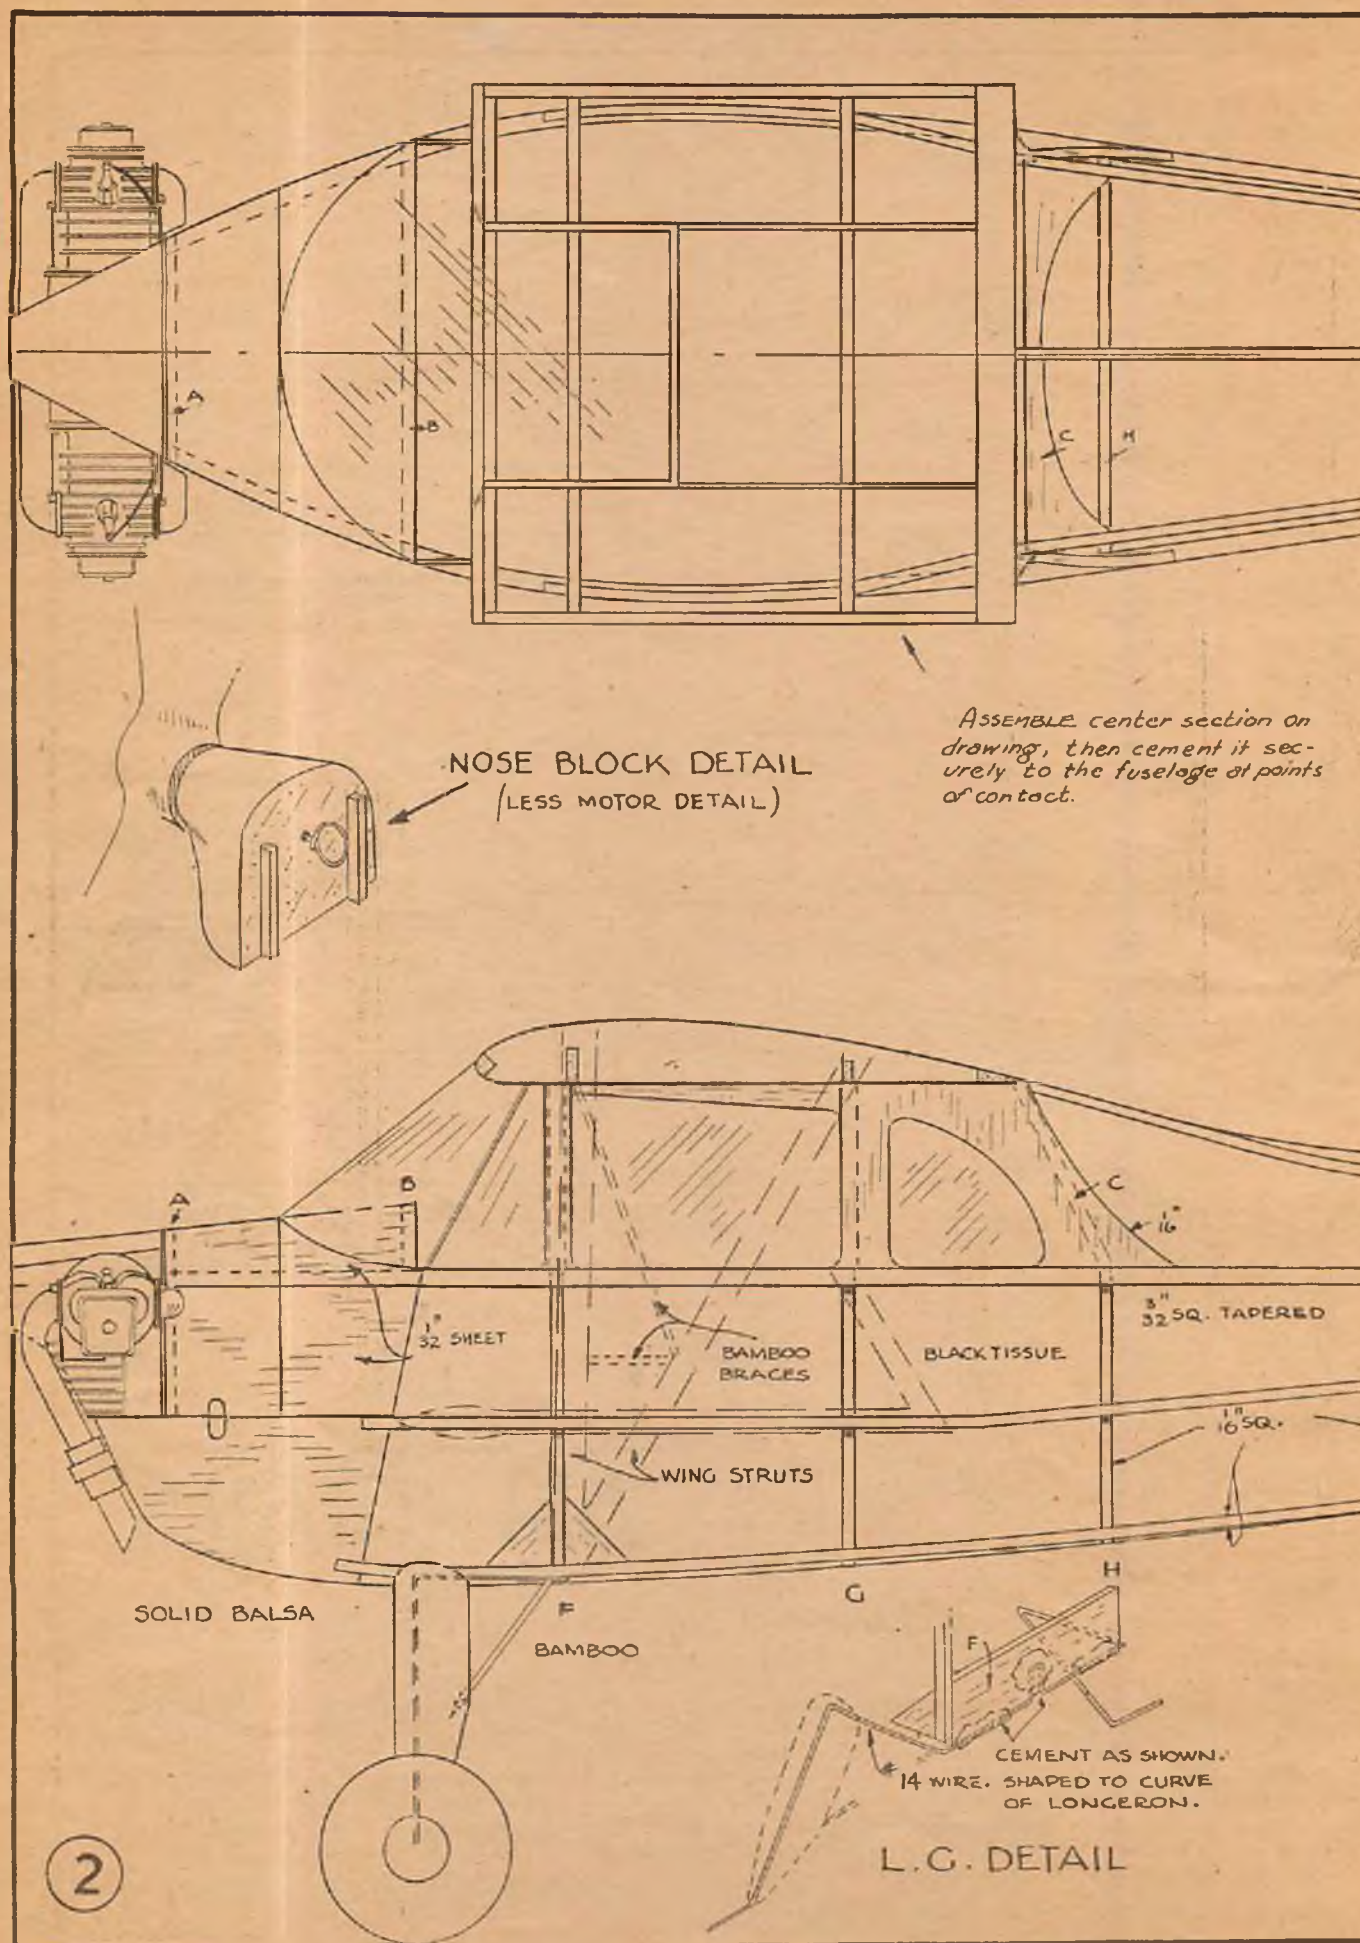 A
B
C
H
NOSE BLOCK DETAIL
(LESS MOTOR DETAIL)
ASSEMBLE center section on
drawing, then cement it sec-
urely to the fuselage at points
of contact.
A
B
C
1/16"
1/32" SHEET
BAMBOO
BRACES
BLACK TISSUE
3/32" SQ. TAPERED
1/16" SQ.
WING STRUTS
SOLID BALSA
F
G
H
BAMBOO
F
CEMENT AS SHOWN.
14 WIRE. SHAPED TO CURVE
OF LONGERON.
L.G. DETAIL
2